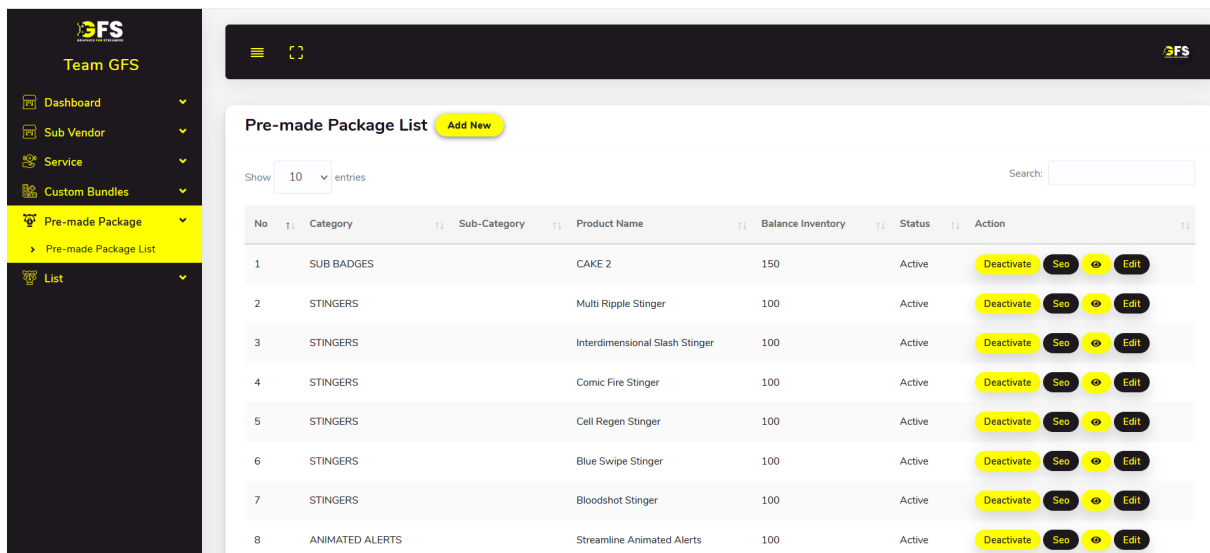 GFS
Team GFS
Dashboard
Sub Vendor
Service
Custom Bundles
Pre-made Package
Pre-made Package List
List
GFS
Pre-made Package List Add New
Show 10 entries Search:
No Category Sub-Category Product Name Balance Inventory Status Action
1 SUB BADGES CAKE 2 150 Active Deactivate Seo Edit
2 STINGERS Multi Ripple Stinger 100 Active Deactivate Seo Edit
3 STINGERS Interdimensional Slash Stinger 100 Active Deactivate Seo Edit
4 STINGERS Comic Fire Stinger 100 Active Deactivate Seo Edit
5 STINGERS Cell Regen Stinger 100 Active Deactivate Seo Edit
6 STINGERS Blue Swipe Stinger 100 Active Deactivate Seo Edit
7 STINGERS Bloodshot Stinger 100 Active Deactivate Seo Edit
8 ANIMATED ALERTS Streamline Animated Alerts 100 Active Deactivate Seo Edit